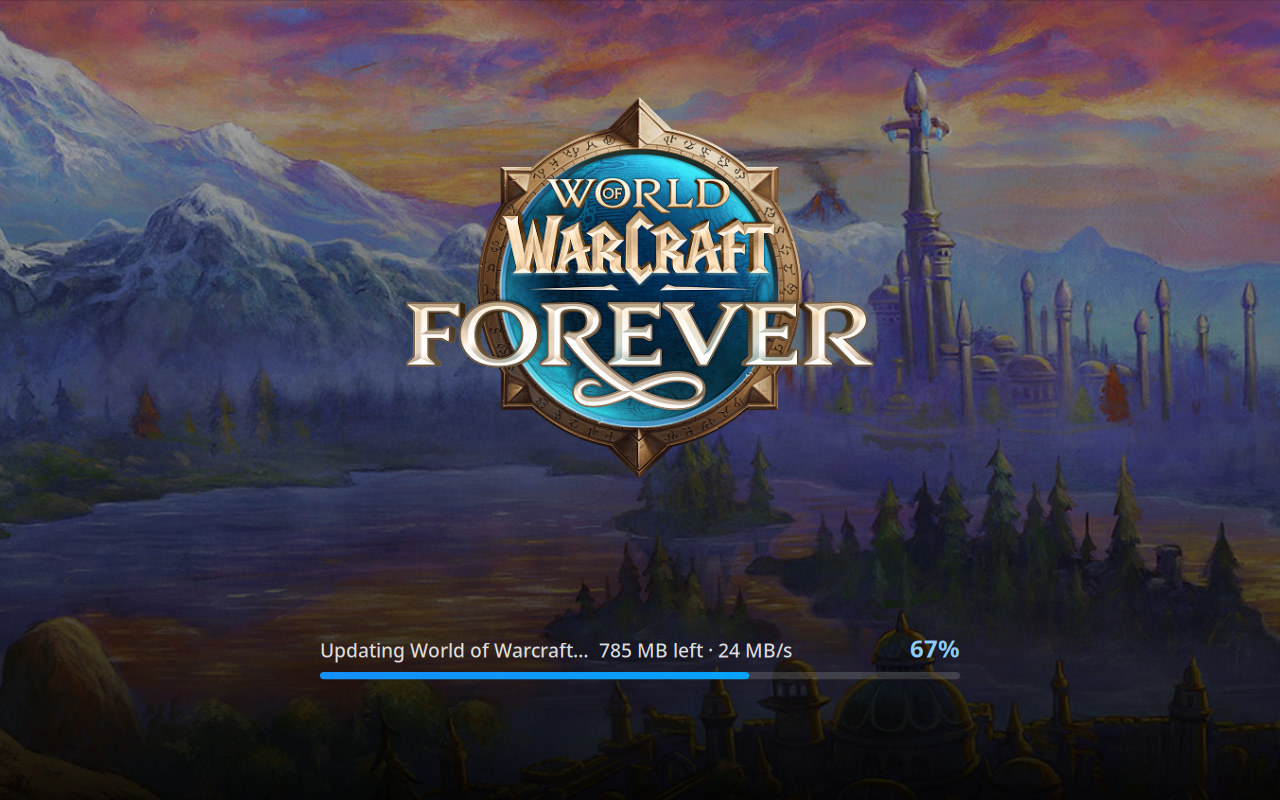 WORLD OF
WARCRAFT
FOREVER
Updating World of Warcraft... 785 MB left · 24 MB/s 67%